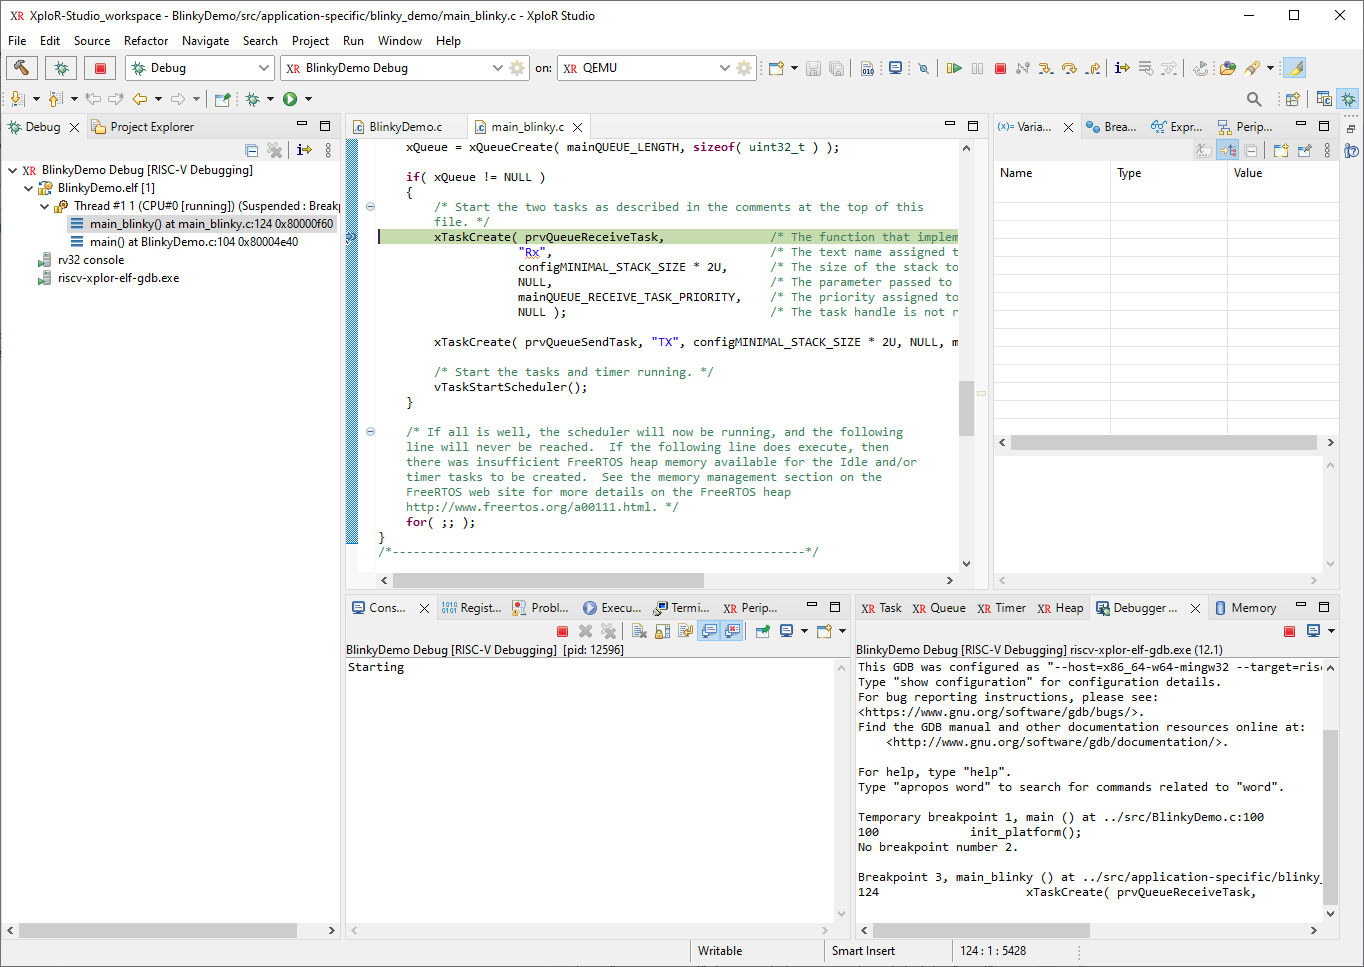 XR XploR-Studio_workspace - BlinkyDemo/src/application-specific/blinky_demo/main_blinky.c - XploR Studio
File Edit Source Refactor Navigate Search Project Run Window Help
Debug
XR BlinkyDemo Debug
on: XR QEMU
Debug
Project Explorer
XR BlinkyDemo Debug [RISC-V Debugging]
BlinkyDemo.elf [1]
Thread #1 1 (CPU#0 [running]) (Suspended : Breakp
main_blinky() at main_blinky.c:124 0x80000f60
main() at BlinkyDemo.c:104 0x80004e40
rv32 console
riscv-xplor-elf-gdb.exe
BlinkyDemo.c
main_blinky.c
xQueue = xQueueCreate( mainQUEUE_LENGTH, sizeof( uint32_t ) );
if( xQueue != NULL )
{
/* Start the two tasks as described in the comments at the top of this
file. */
xTaskCreate( prvQueueReceiveTask, /* The function that implem
"Rx", /* The text name assigned t
configMINIMAL_STACK_SIZE * 2U, /* The size of the stack to
NULL, /* The parameter passed to
mainQUEUE_RECEIVE_TASK_PRIORITY, /* The priority assigned to
NULL ); /* The task handle is not r
xTaskCreate( prvQueueSendTask, "TX", configMINIMAL_STACK_SIZE * 2U, NULL, m
/* Start the tasks and timer running. */
vTaskStartScheduler();
}
/* If all is well, the scheduler will now be running, and the following
line will never be reached.  If the following line does execute, then
there was insufficient FreeRTOS heap memory available for the Idle and/or
timer tasks to be created.  See the memory management section on the
FreeRTOS web site for more details on the FreeRTOS heap
http://www.freertos.org/a00111.html. */
for( ;; );
}
/*-----------------------------------------------------------*/
(x)= Varia...
Brea...
Expr...
Perip...
Name Type Value
Cons...
Regist...
Probl...
Execu...
Termi...
XR Perip...
BlinkyDemo Debug [RISC-V Debugging] [pid: 12596]
Starting
XR Task
XR Queue
XR Timer
XR Heap
Debugger ...
Memory
BlinkyDemo Debug [RISC-V Debugging] riscv-xplor-elf-gdb.exe (12.1)
This GDB was configured as "--host=x86_64-w64-mingw32 --target=risc
Type "show configuration" for configuration details.
For bug reporting instructions, please see:
<https://www.gnu.org/software/gdb/bugs/>.
Find the GDB manual and other documentation resources online at:
<http://www.gnu.org/software/gdb/documentation/>.
For help, type "help".
Type "apropos word" to search for commands related to "word".
Temporary breakpoint 1, main () at ../src/BlinkyDemo.c:100
100 init_platform();
No breakpoint number 2.
Breakpoint 3, main_blinky () at ../src/application-specific/blinky_
124 xTaskCreate( prvQueueReceiveTask,
Writable
Smart Insert
124 : 1 : 5428